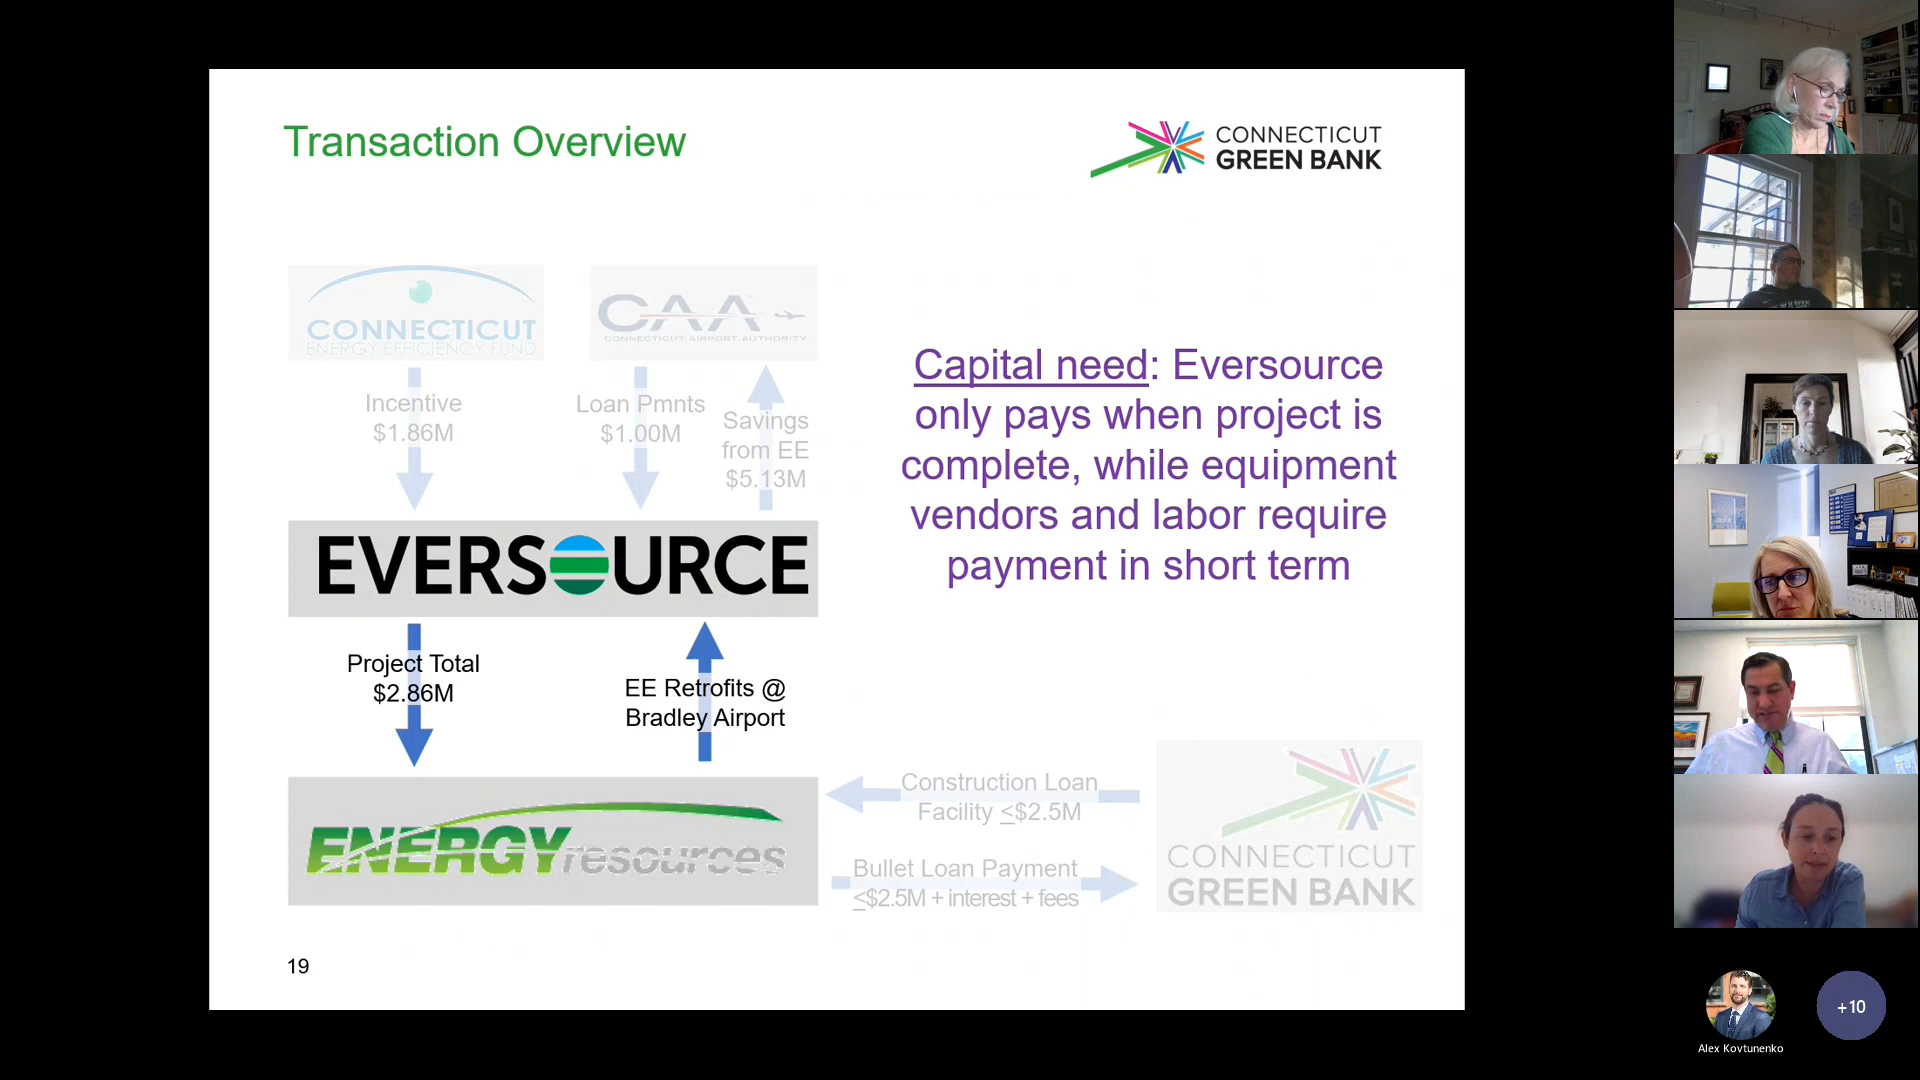 Transaction Overview
CONNECTICUT
GREEN BANK
CONNECTICUT
ENERGY EFFICIENCY FUND
CAA
CONNECTICUT AIRPORT AUTHORITY
Incentive
$1.86M
Loan Pmnts
$1.00M
Savings
from EE
$5.13M
Capital need: Eversource
only pays when project is
complete, while equipment
vendors and labor require
payment in short term
EVERSOURCE
Project Total
$2.86M
EE Retrofits @
Bradley Airport
ENERGYresources
Construction Loan
Facility <$2.5M
Bullet Loan Payment
<$2.5M + interest + fees
CONNECTICUT
GREEN BANK
19
Alex Kovtunenko
+10